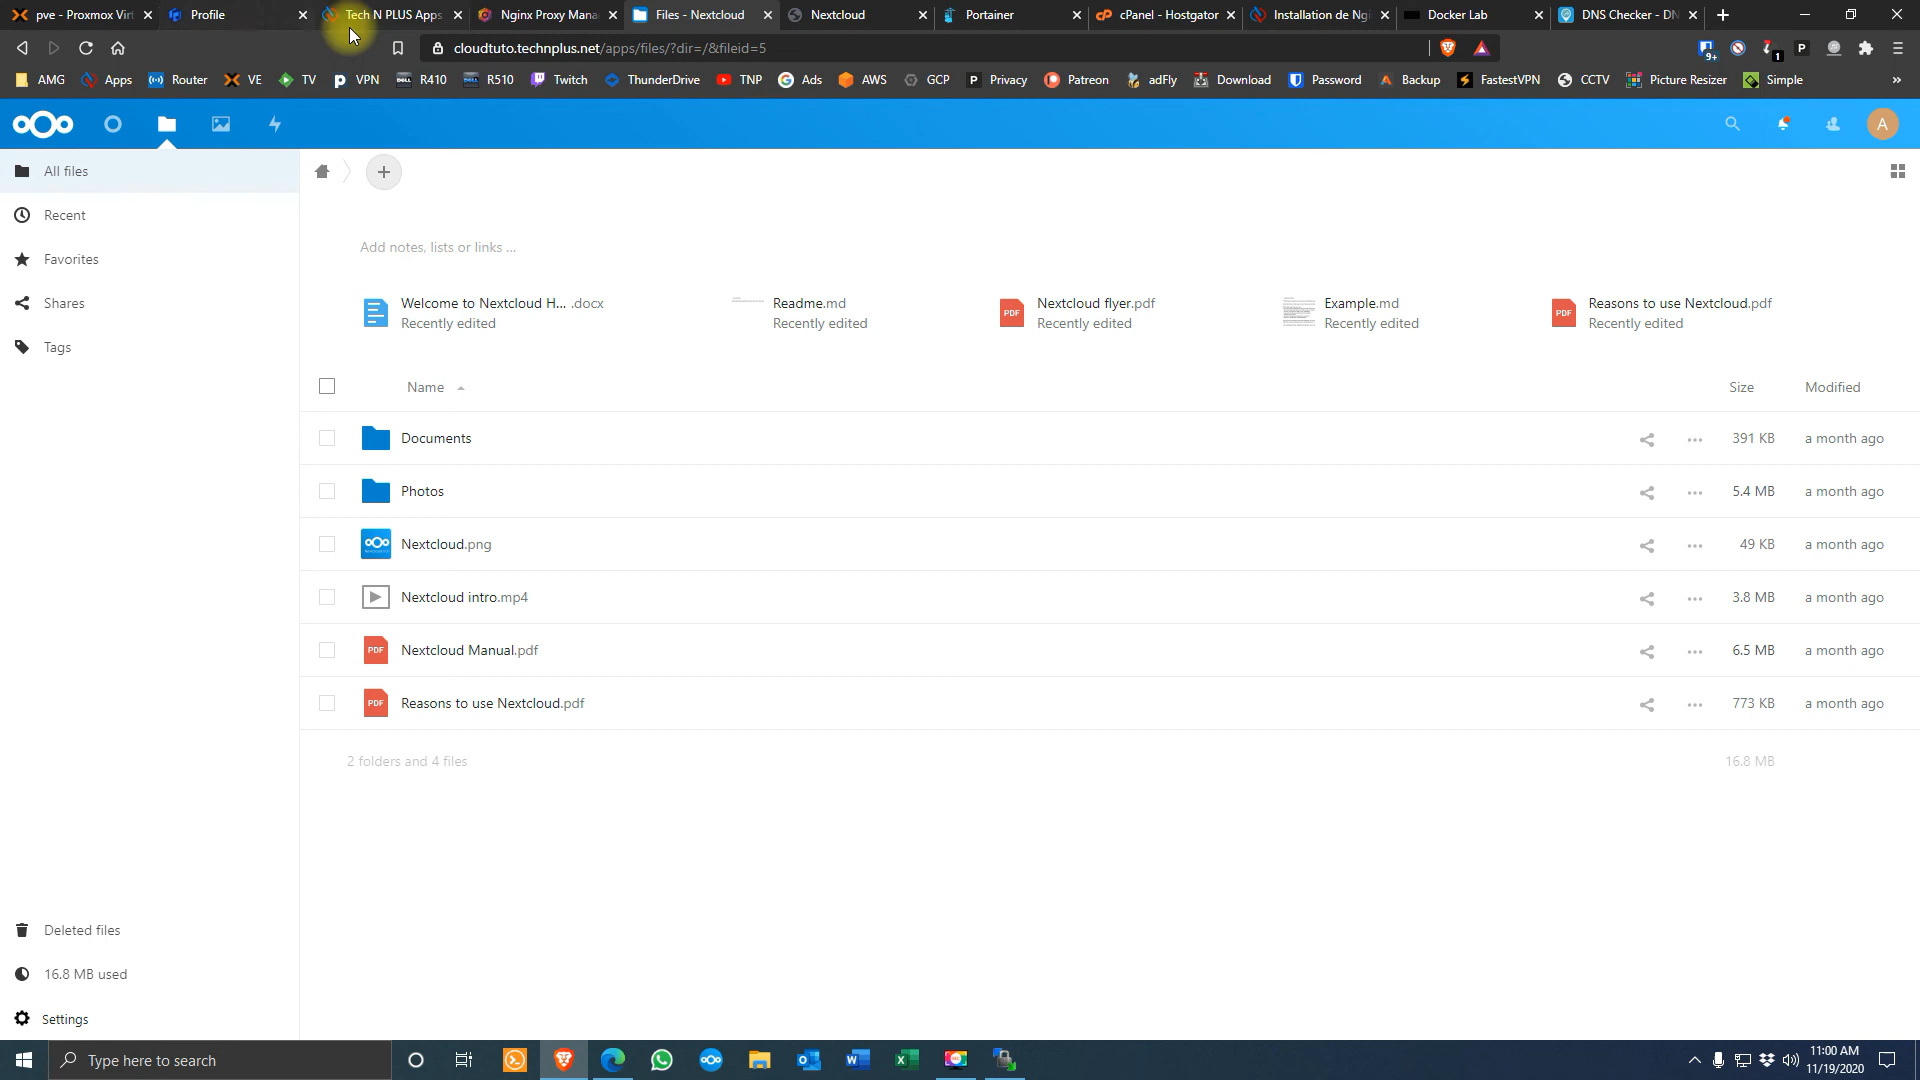 pve - Proxmox Virt
Profile
Tech N PLUS Apps
Nginx Proxy Mana
Files - Nextcloud
Nextcloud
Portainer
cPanel - Hostgator
Installation de Ngi
Docker Lab
DNS Checker - DN
cloudtuto.technplus.net/apps/files/?dir=/&fileid=5
9+
1
AMG
Apps
Router
VE
TV
VPN
R410
R510
Twitch
ThunderDrive
TNP
Ads
AWS
GCP
Privacy
Patreon
adFly
Download
Password
Backup
FastestVPN
CCTV
Picture Resizer
Simple
A
All files
Recent
Favorites
Shares
Tags
Add notes, lists or links ...
Welcome to Nextcloud H... .docx
Recently edited
Readme.md
Recently edited
PDF
Nextcloud flyer.pdf
Recently edited
Example.md
Recently edited
PDF
Reasons to use Nextcloud.pdf
Recently edited
Name
Size
Modified
Documents
391 KB
a month ago
Photos
5.4 MB
a month ago
Nextcloud.png
49 KB
a month ago
Nextcloud intro.mp4
3.8 MB
a month ago
PDF
Nextcloud Manual.pdf
6.5 MB
a month ago
PDF
Reasons to use Nextcloud.pdf
773 KB
a month ago
2 folders and 4 files
16.8 MB
Deleted files
16.8 MB used
Settings
Type here to search
11:00 AM
11/19/2020